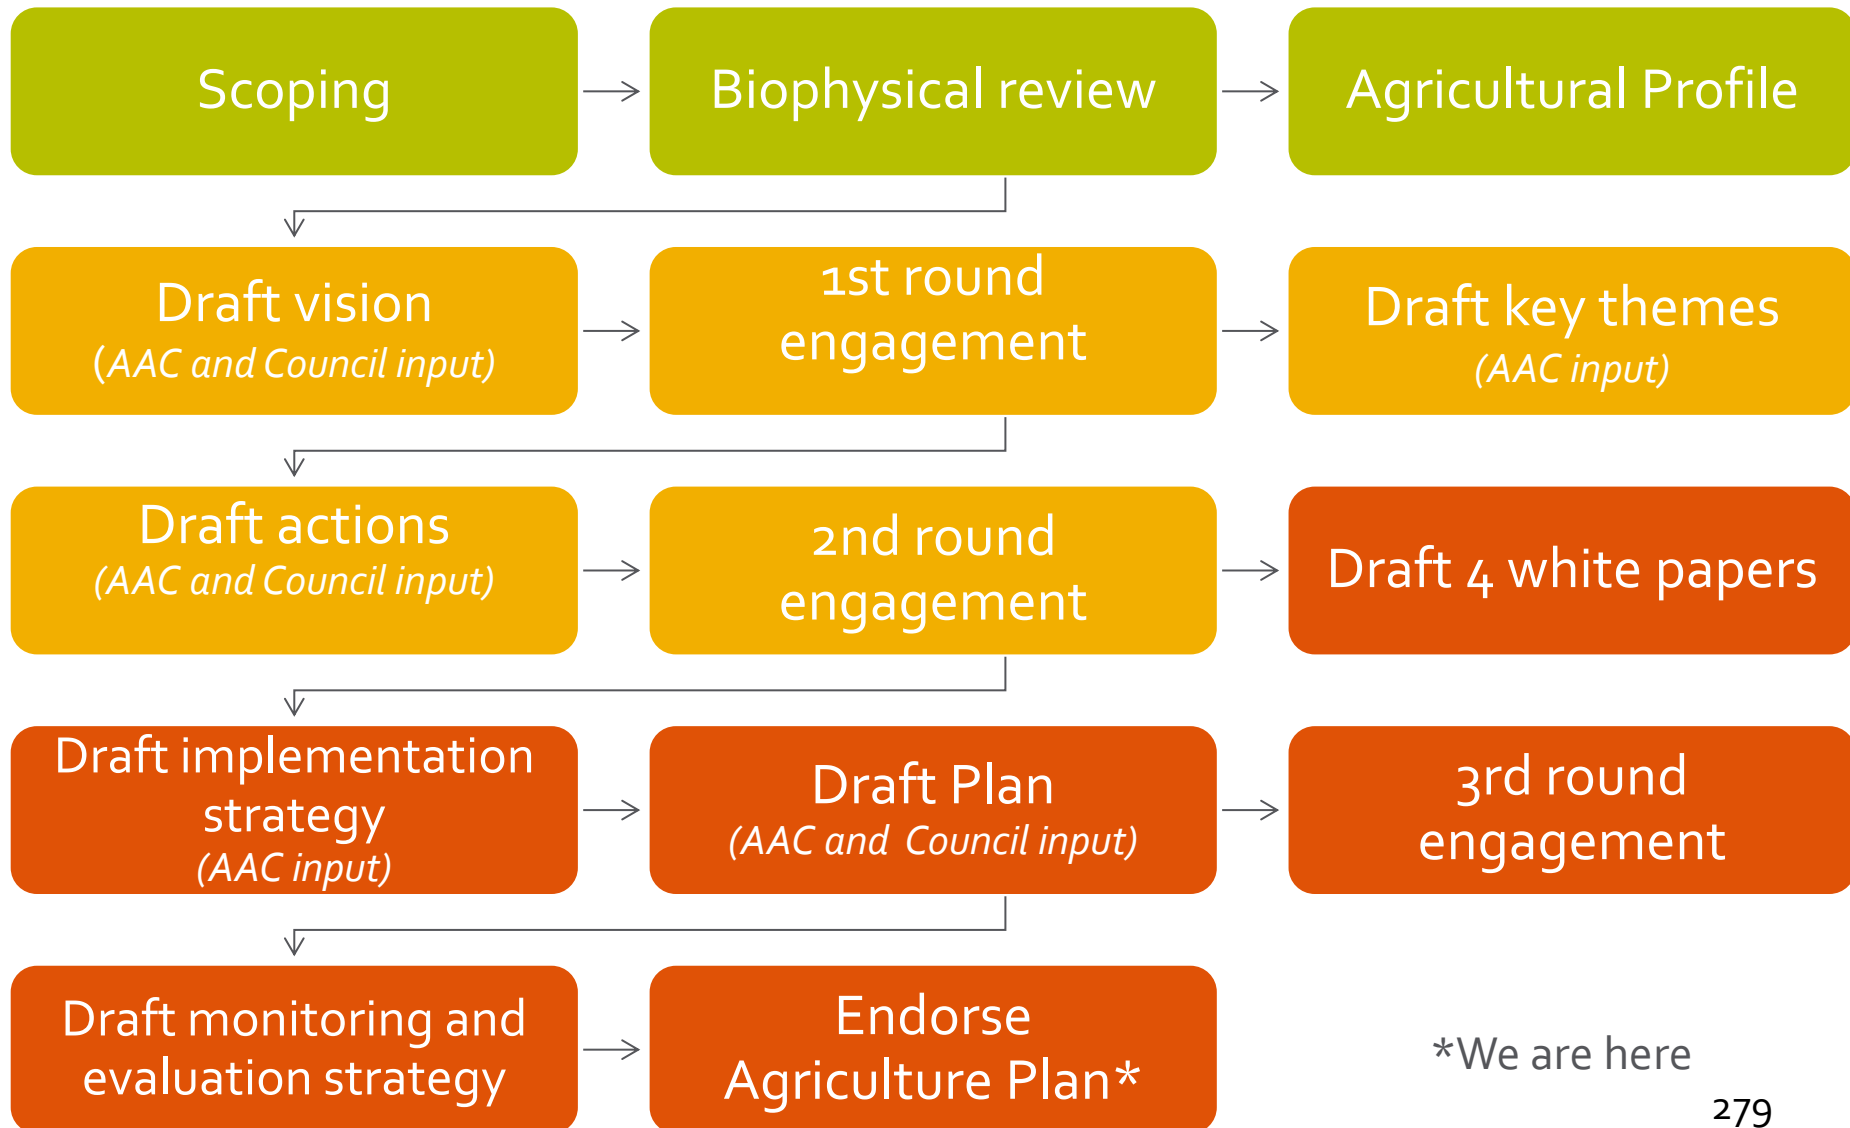 Scoping
Biophysical review
Agricultural Profile
Draft vision
(AAC and Council input)
1st round
engagement
Draft key themes
(AAC input)
Draft actions
(AAC and Council input)
2nd round
engagement
Draft 4 white papers
Draft implementation
strategy
(AAC input)
Draft Plan
(AAC and Council input)
3rd round
engagement
Draft monitoring and
evaluation strategy
Endorse
Agriculture Plan*
*We are here
279